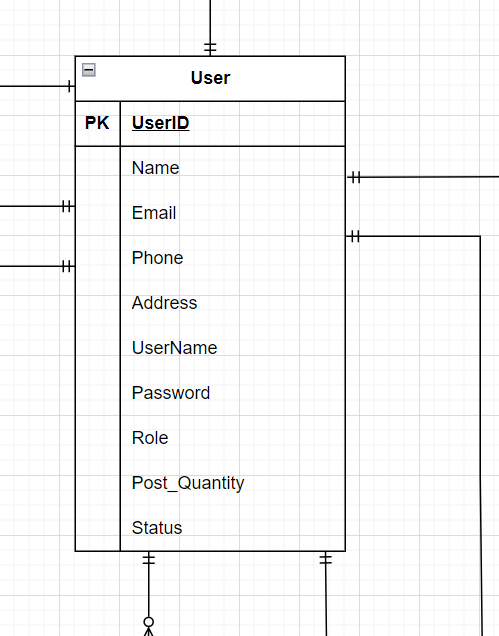 User
PK UserID
Name
Email
Phone
Address
UserName
Password
Role
Post_Quantity
Status